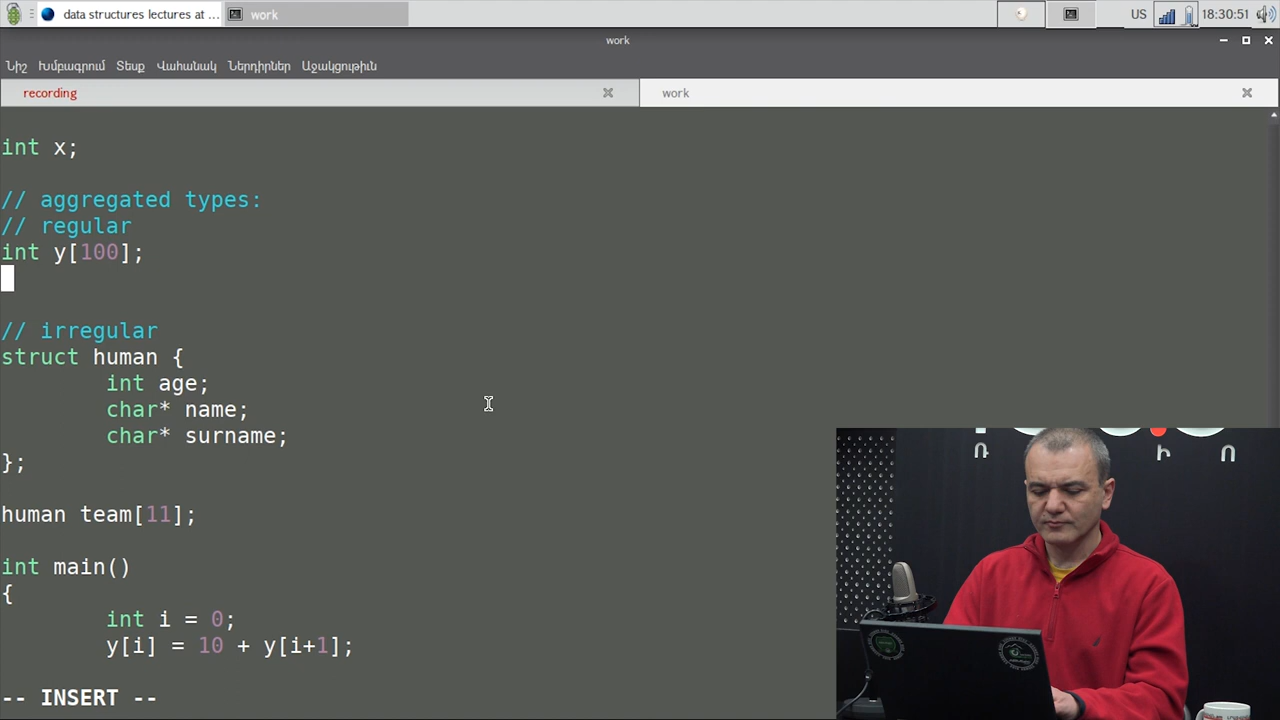 data structures lectures at ...
work
US
18:30:51
work
Նիշ Խմբագրում Տեսք Վահանակ Ներդիրներ Աջակցութիւն
recording
work
int x;
// aggregated types:
// regular
int y[100];
// irregular
struct human {
int age;
char* name;
char* surname;
};
human team[11];
int main()
{
int i = 0;
y[i] = 10 + y[i+1];
-- INSERT --
ռ
ի
ո